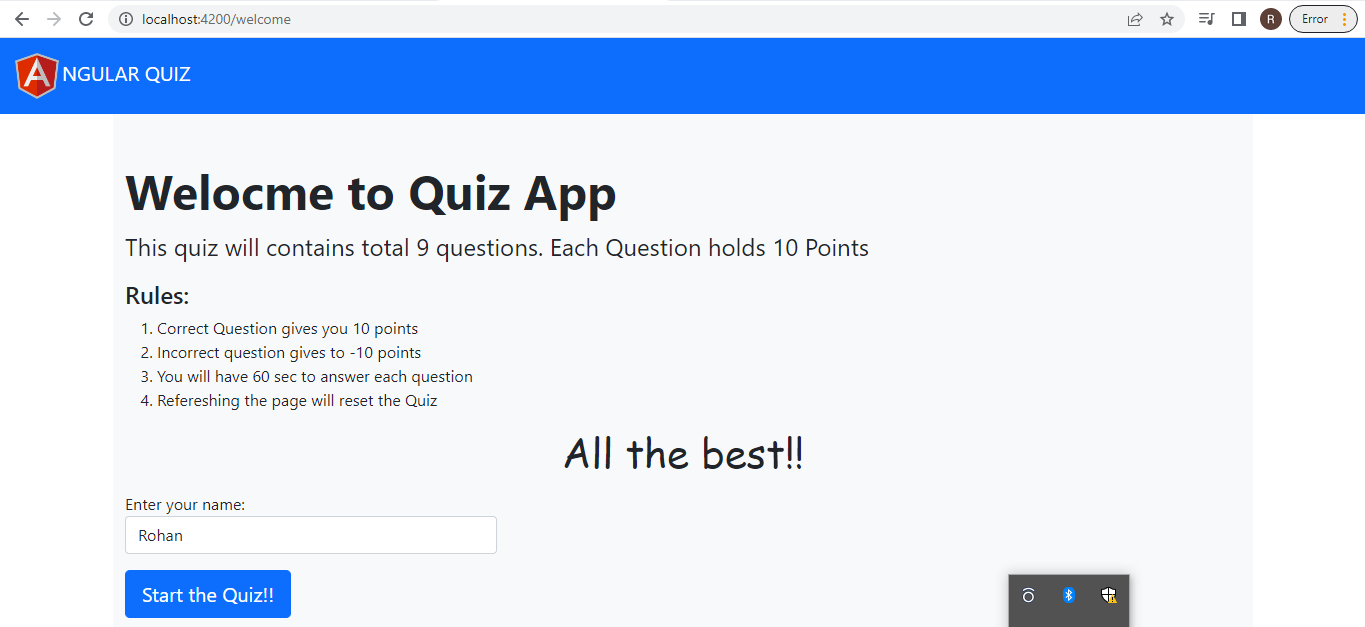 localhost:4200/welcome
R
Error
A NGULAR QUIZ
Welocme to Quiz App
This quiz will contains total 9 questions. Each Question holds 10 Points
Rules:
1. Correct Question gives you 10 points
2. Incorrect question gives to -10 points
3. You will have 60 sec to answer each question
4. Refereshing the page will reset the Quiz
All the best!!
Enter your name:
Rohan
Start the Quiz!!